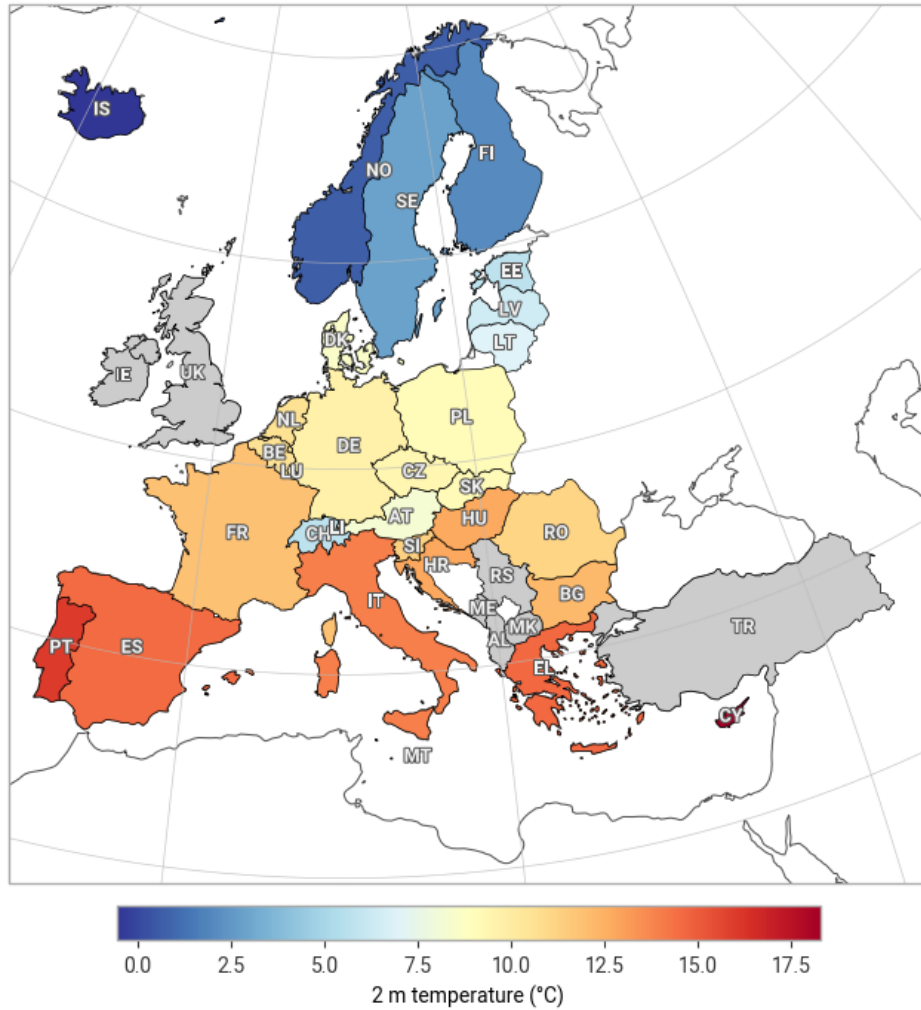 IS
NO
FI
SE
EE
LV
LT
DK
IE
UK
NL
PL
DE
BE
LU
CZ
SK
AT
HU
FR
CH
LI
SI
RO
HR
RS
BG
IT
ME
MK
PT
ES
AL
TR
EL
CY
MT
0.0 2.5 5.0 7.5 10.0 12.5 15.0 17.5
2 m temperature (°C)